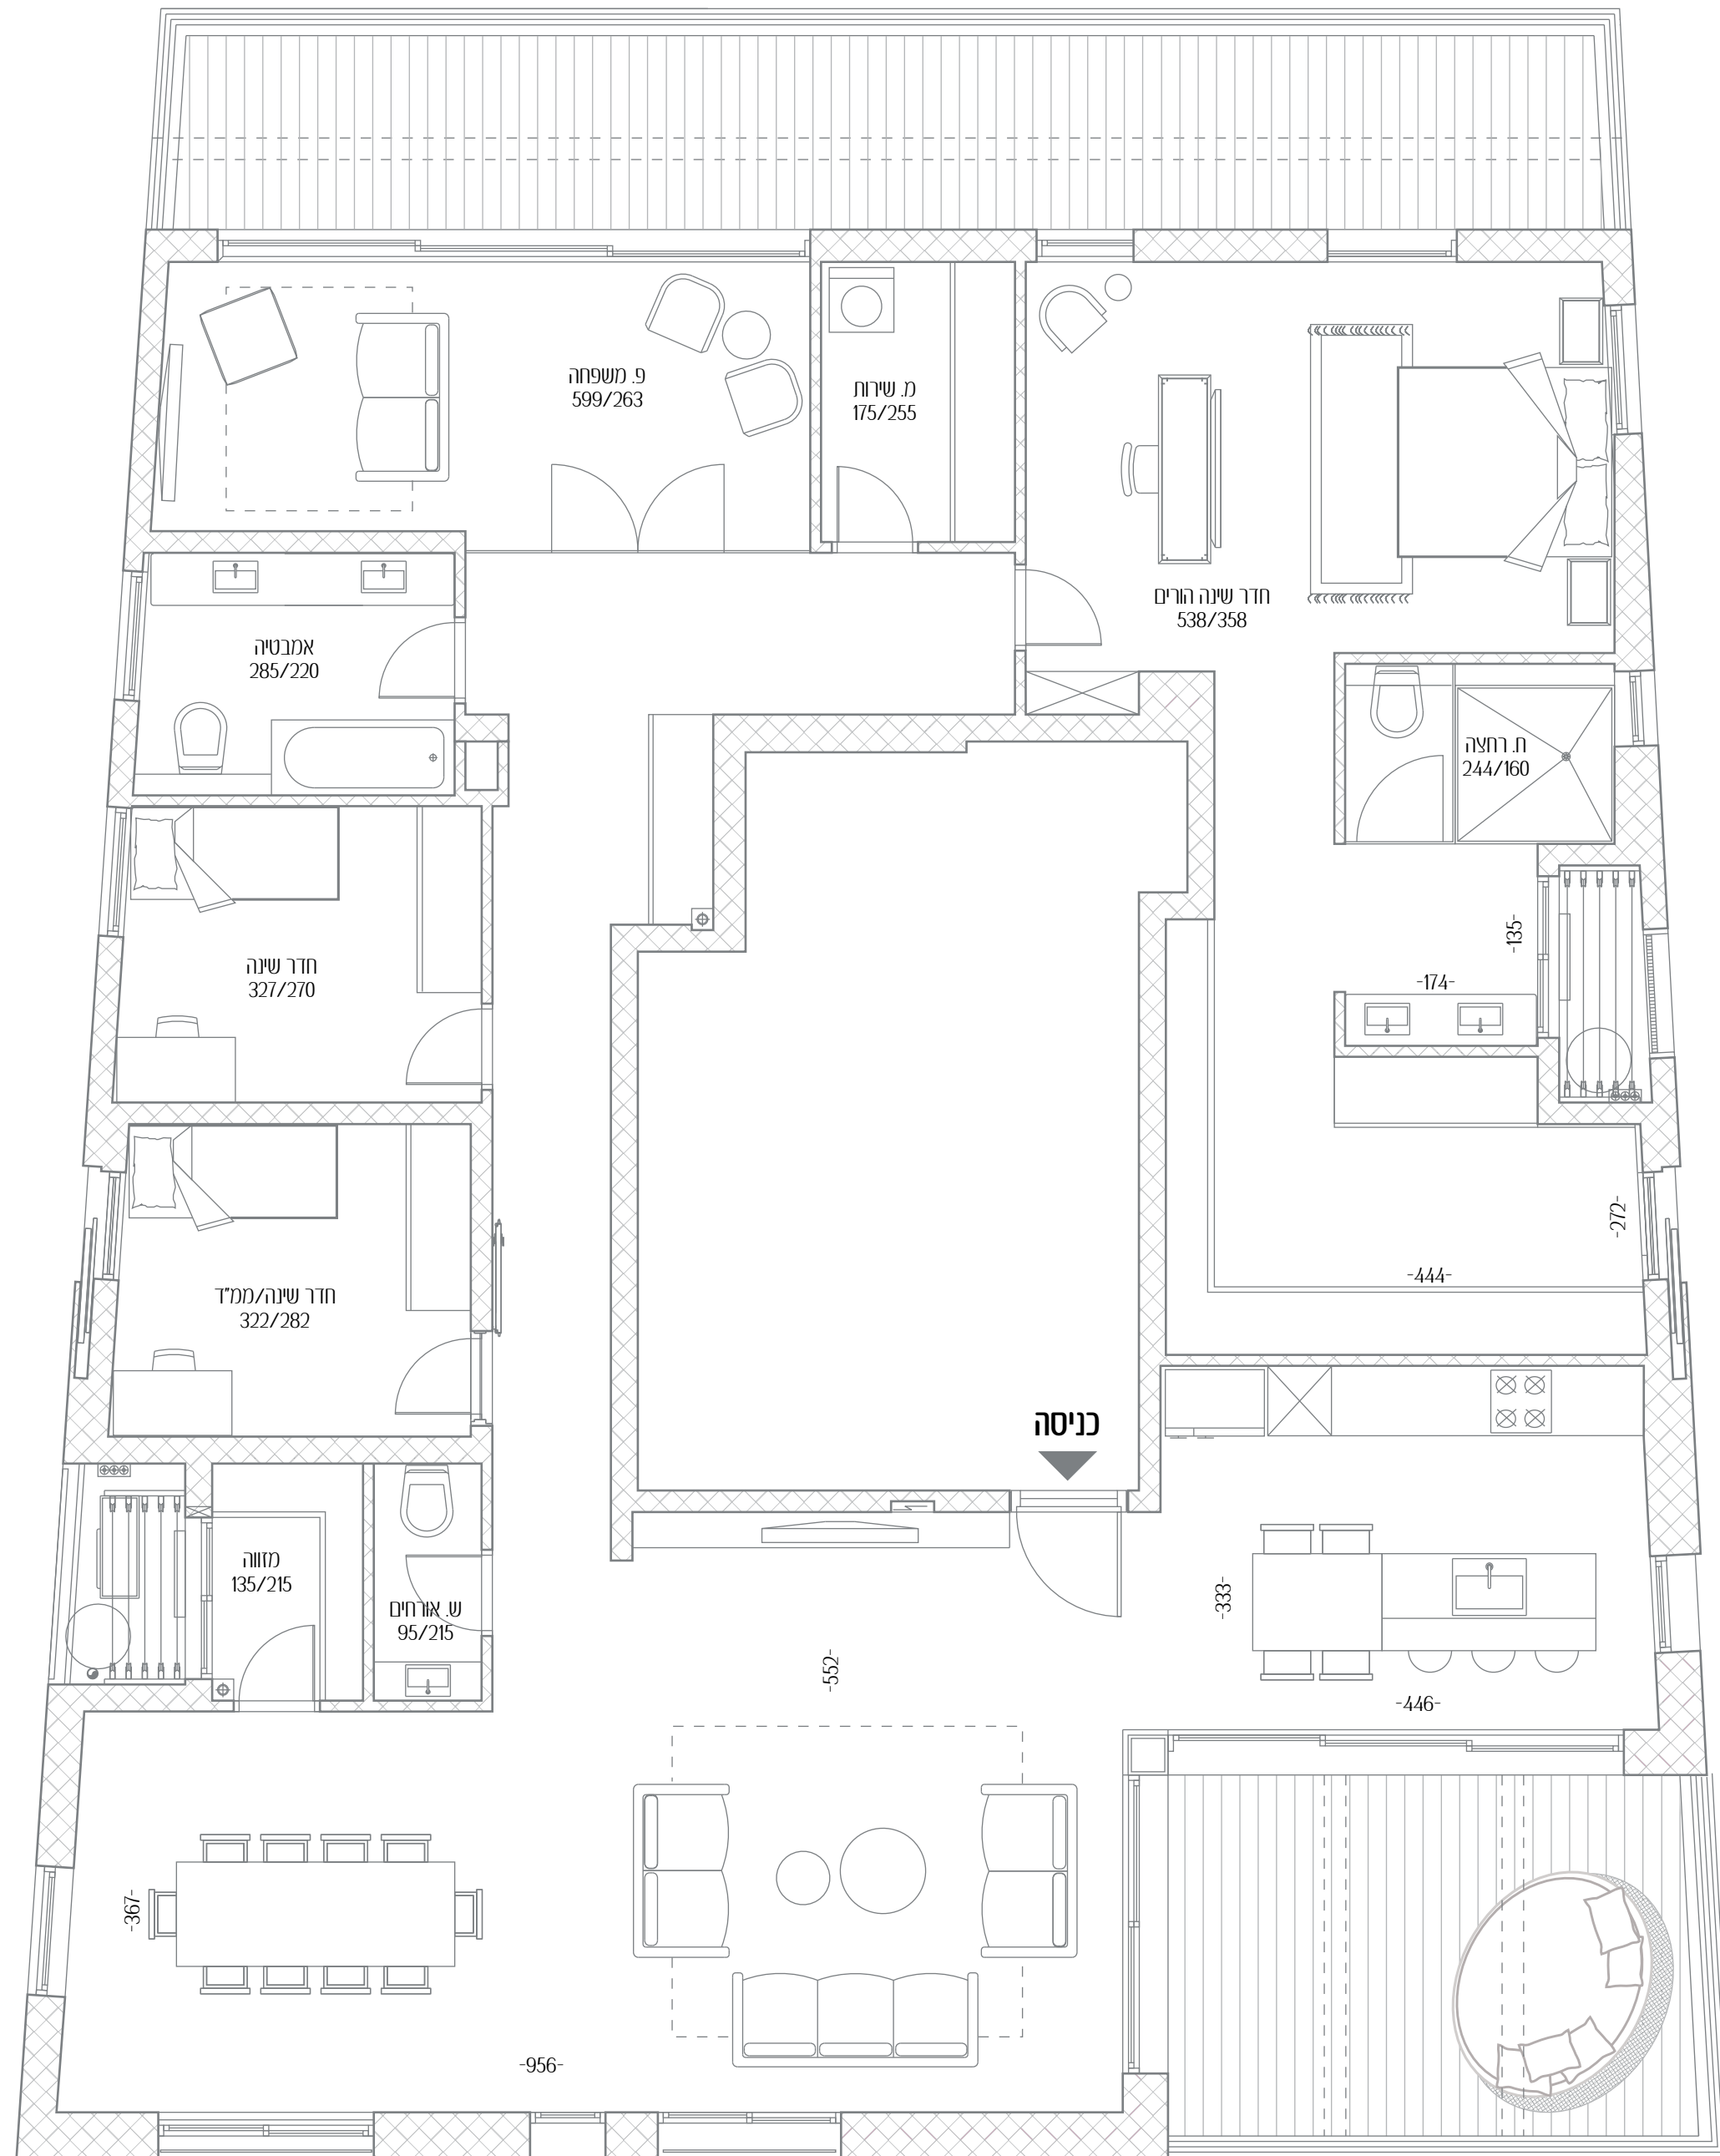 פ. משפחה
599/263
מ. שירות
175/255
חדר שינה הורים
538/358
אמבטיה
285/220
ח. רחצה
244/160
-135-
-174-
חדר שינה
327/270
-272-
-444-
חדר שינה/ממ"ד
322/282
כניסה
מזווה
135/215
ש. אורחים
95/215
-333-
-552-
-446-
-367-
-956-